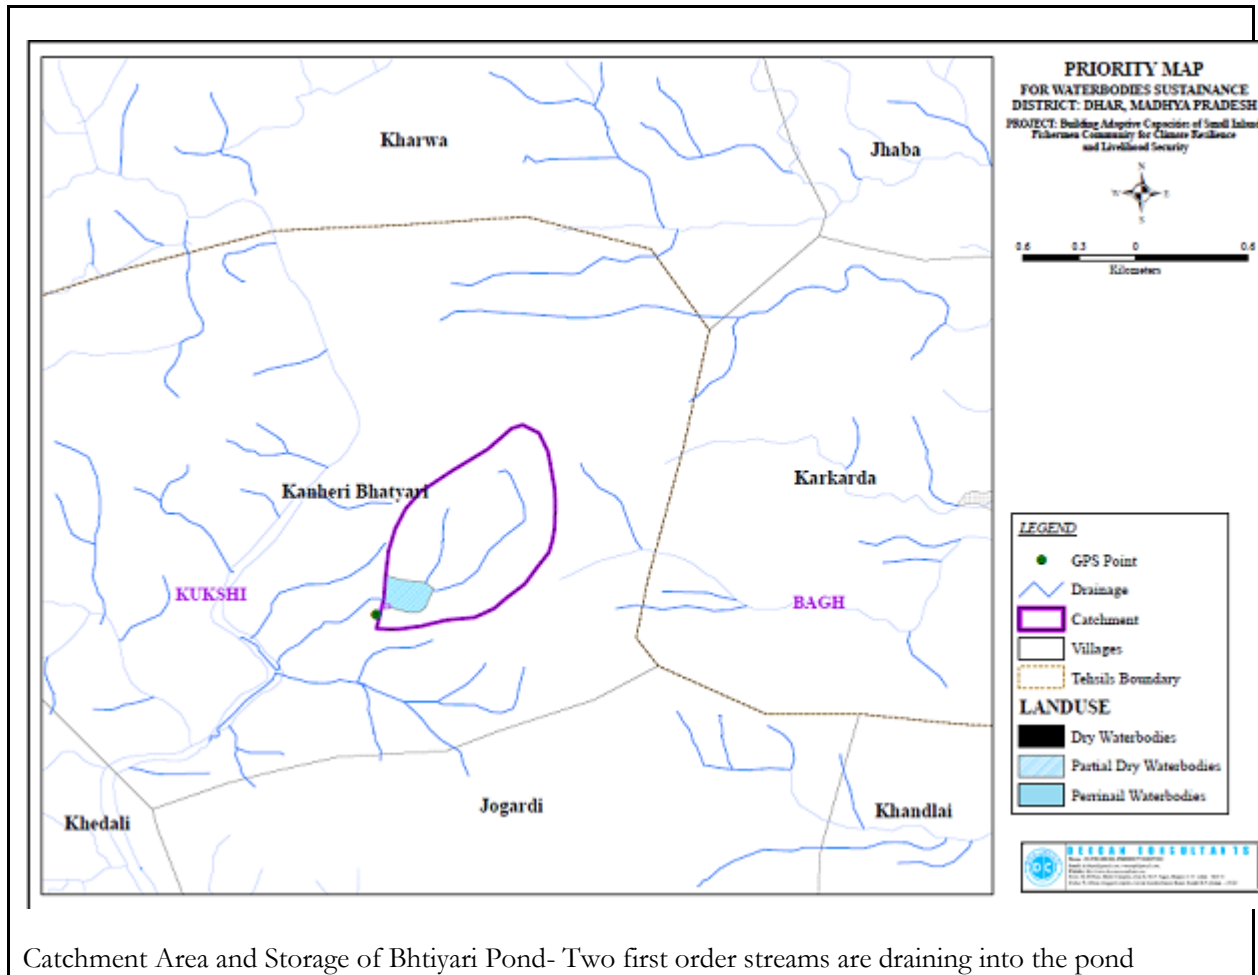 PRIORITY MAP
FOR WATERBODIES SUSTAINANCE
DISTRICT: DHAR, MADHYA PRADESH
PROJECT: Building Adaptive Capacities of Small Inland
Fishermen Community for Climate Resilience
and Livelihood Security
N
W E
S
0.6 0.3 0 0.6
Kilometers
Kharwa
Jhaba
Kanheri Bhatyari
Karkarda
KUKSHI
BAGH
Jogardi
Khedali
Khandlai
LEGEND
GPS Point
Drainage
Catchment
Villages
Tehsils Boundary
LANDUSE
Dry Waterbodies
Partial Dry Waterbodies
Perrinail Waterbodies
DECCAN CONSULTANTS
Catchment Area and Storage of Bhtiyari Pond- Two first order streams are draining into the pond